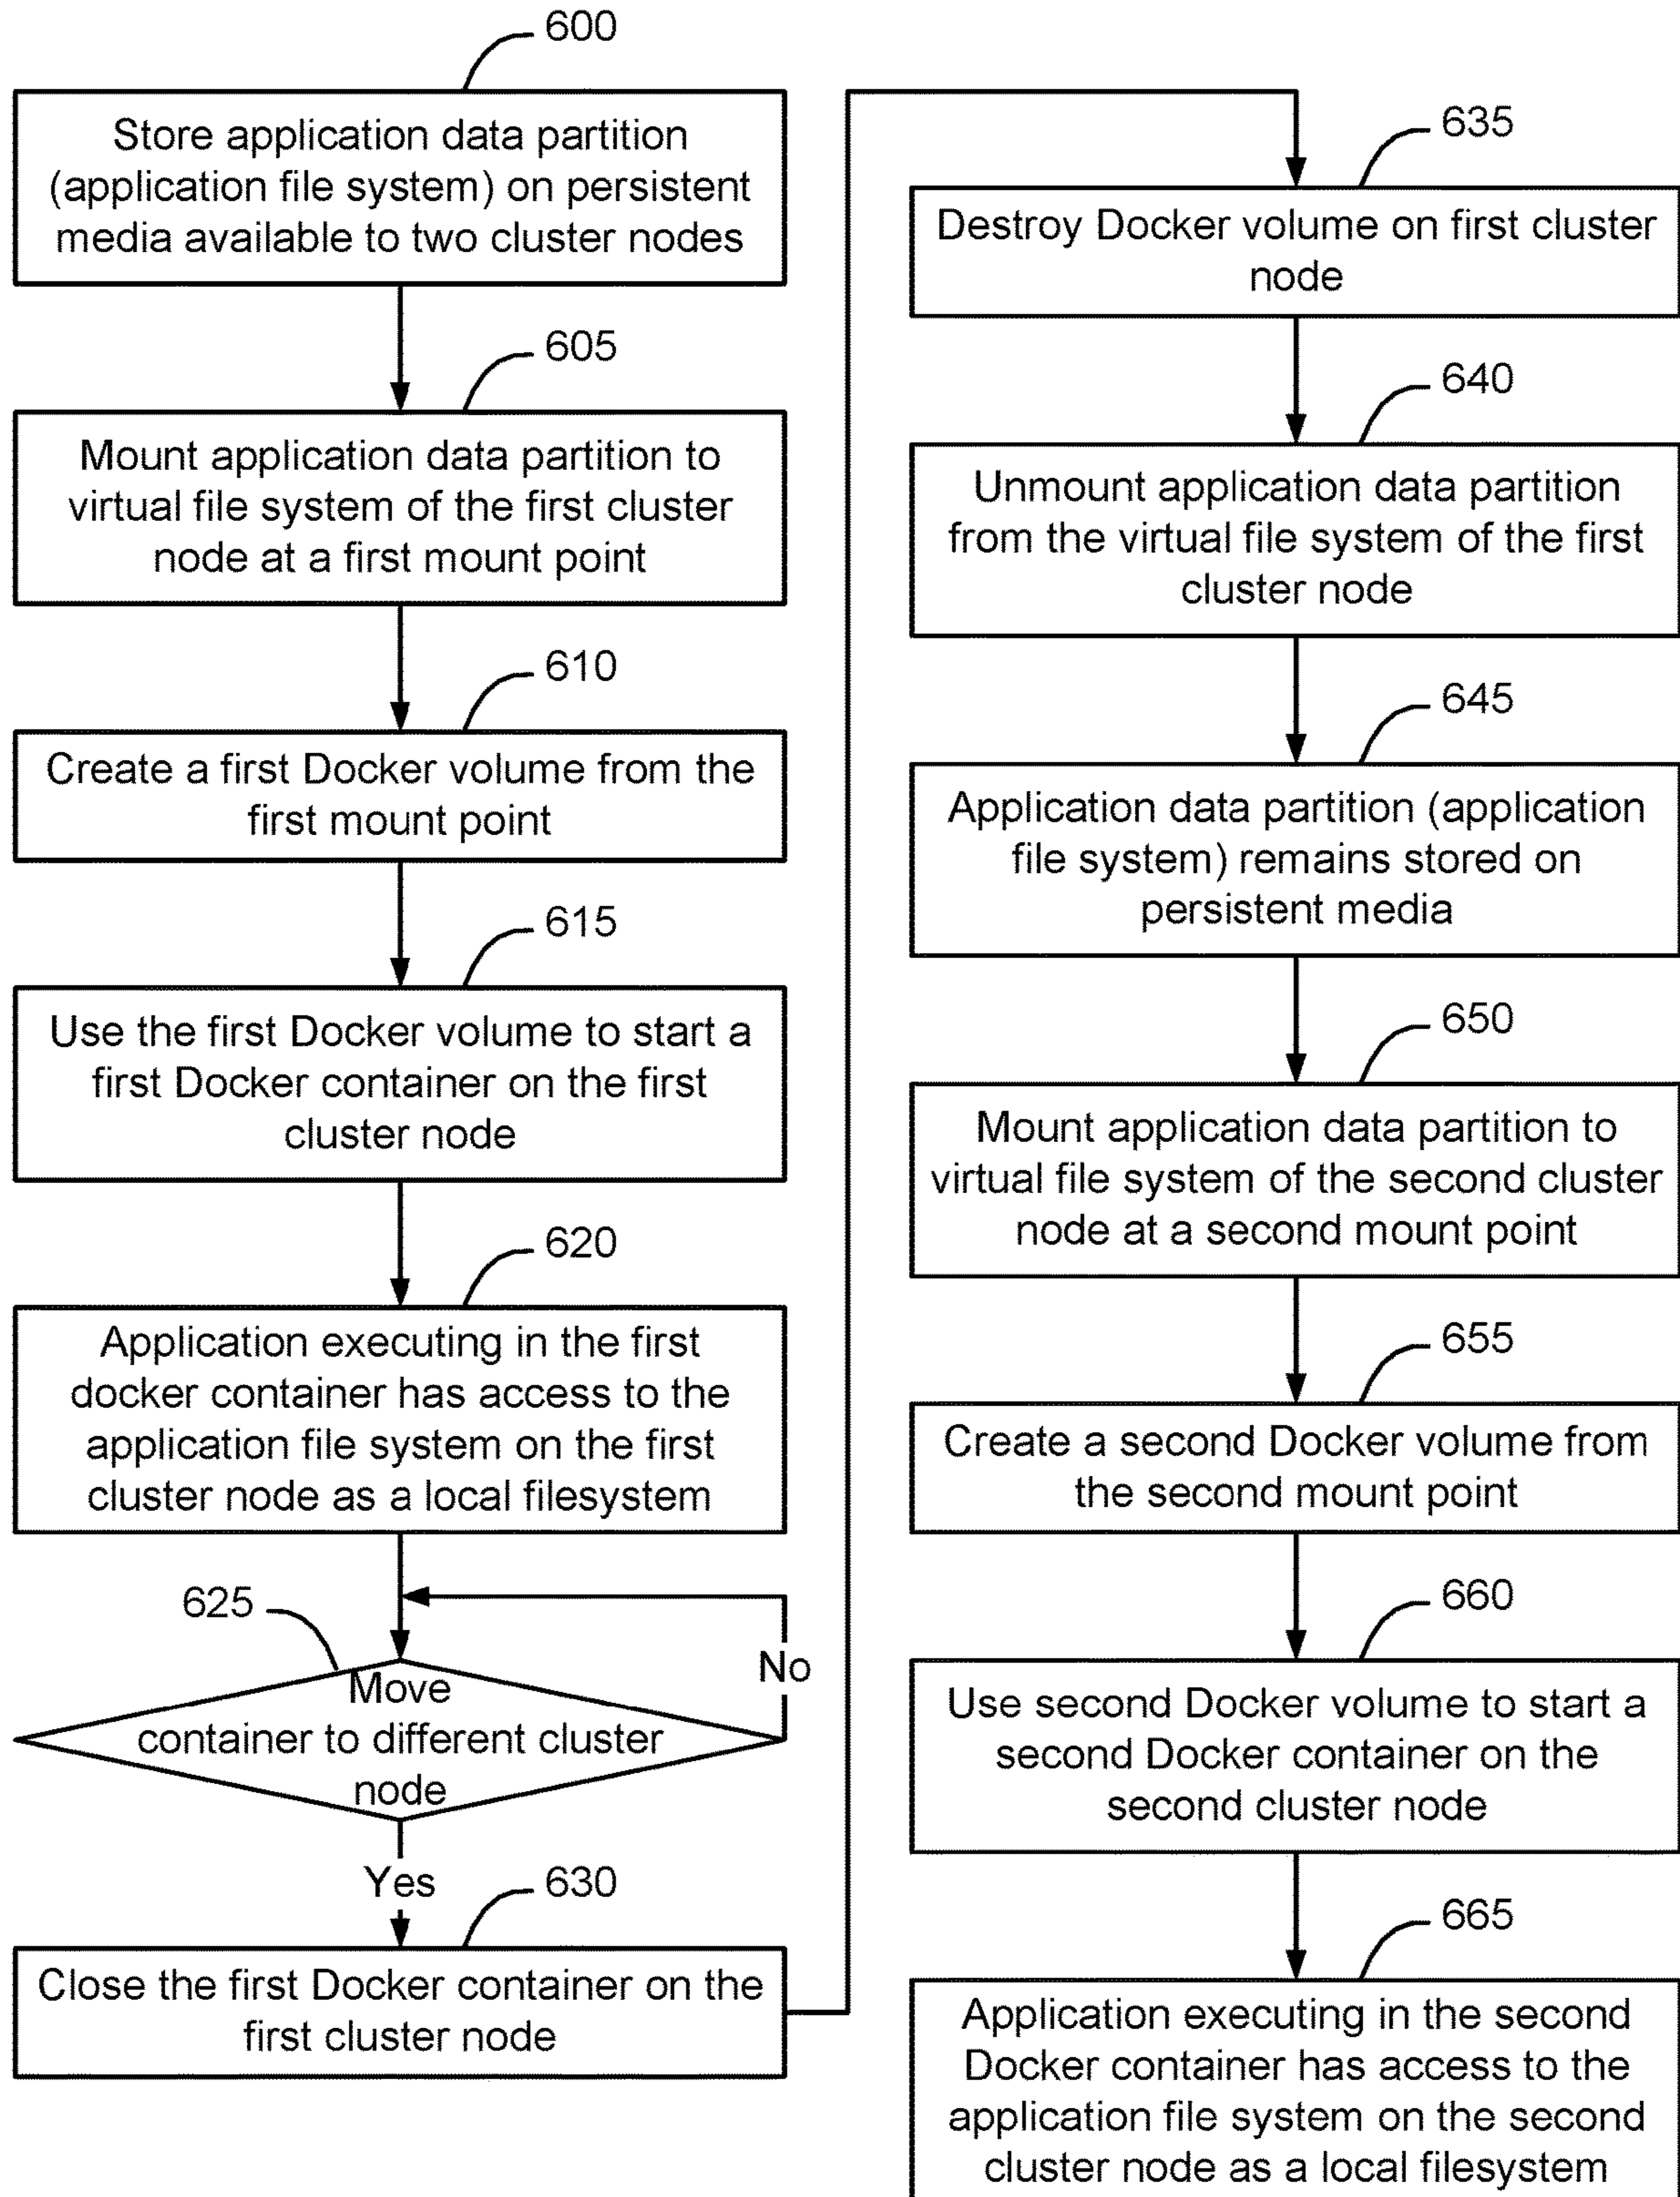 600
Store application data partition
(application file system) on persistent
media available to two cluster nodes
605
Mount application data partition to
virtual file system of the first cluster
node at a first mount point
610
Create a first Docker volume from the
first mount point
615
Use the first Docker volume to start a
first Docker container on the first
cluster node
620
Application executing in the first
docker container has access to the
application file system on the first
cluster node as a local filesystem
625
Move
container to different cluster
node
No
Yes
630
Close the first Docker container on the
first cluster node
635
Destroy Docker volume on first cluster
node
640
Unmount application data partition
from the virtual file system of the first
cluster node
645
Application data partition (application
file system) remains stored on
persistent media
650
Mount application data partition to
virtual file system of the second cluster
node at a second mount point
655
Create a second Docker volume from
the second mount point
660
Use second Docker volume to start a
second Docker container on the
second cluster node
665
Application executing in the second
Docker container has access to the
application file system on the second
cluster node as a local filesystem